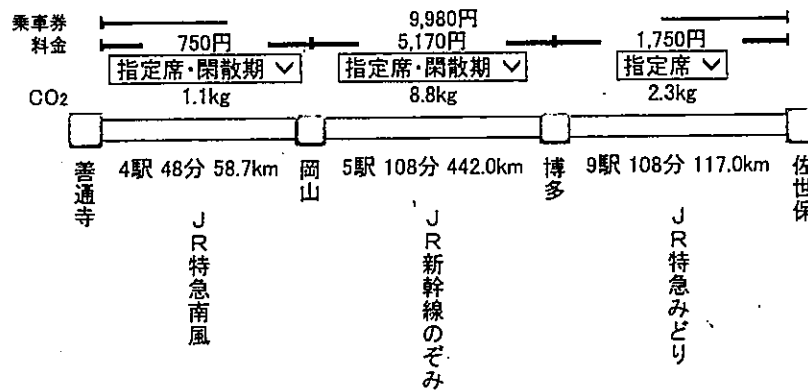 乗車券 9,980円
料金 750円 5,170円 1,750円
指定席・閑散期 指定席・閑散期 指定席
CO2 1.1kg 8.8kg 2.3kg
善通寺 4駅 48分 58.7km 岡山 5駅 108分 442.0km 博多 9駅 108分 117.0km 佐世保
JR特急南風 JR新幹線のぞみ JR特急みどり